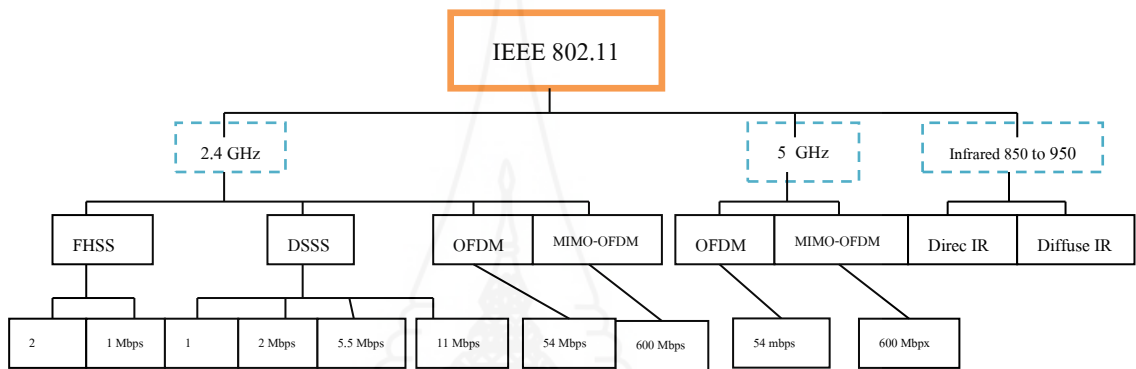 IEEE 802.11
2.4 GHz
5 GHz
Infrared 850 to 950
FHSS
DSSS
OFDM
MIMO-OFDM
OFDM
MIMO-OFDM
Direc IR
Diffuse IR
2
1 Mbps
1
2 Mbps
5.5 Mbps
11 Mbps
54 Mbps
600 Mbps
54 mbps
600 Mbpx